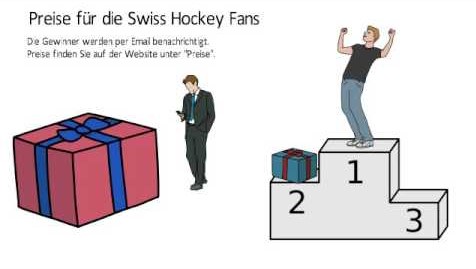 Preise für die Swiss Hockey Fans
Die Gewinner werden per Email benachrichtigt.
Preise finden Sie auf der Website unter "Preise".
1
2
3